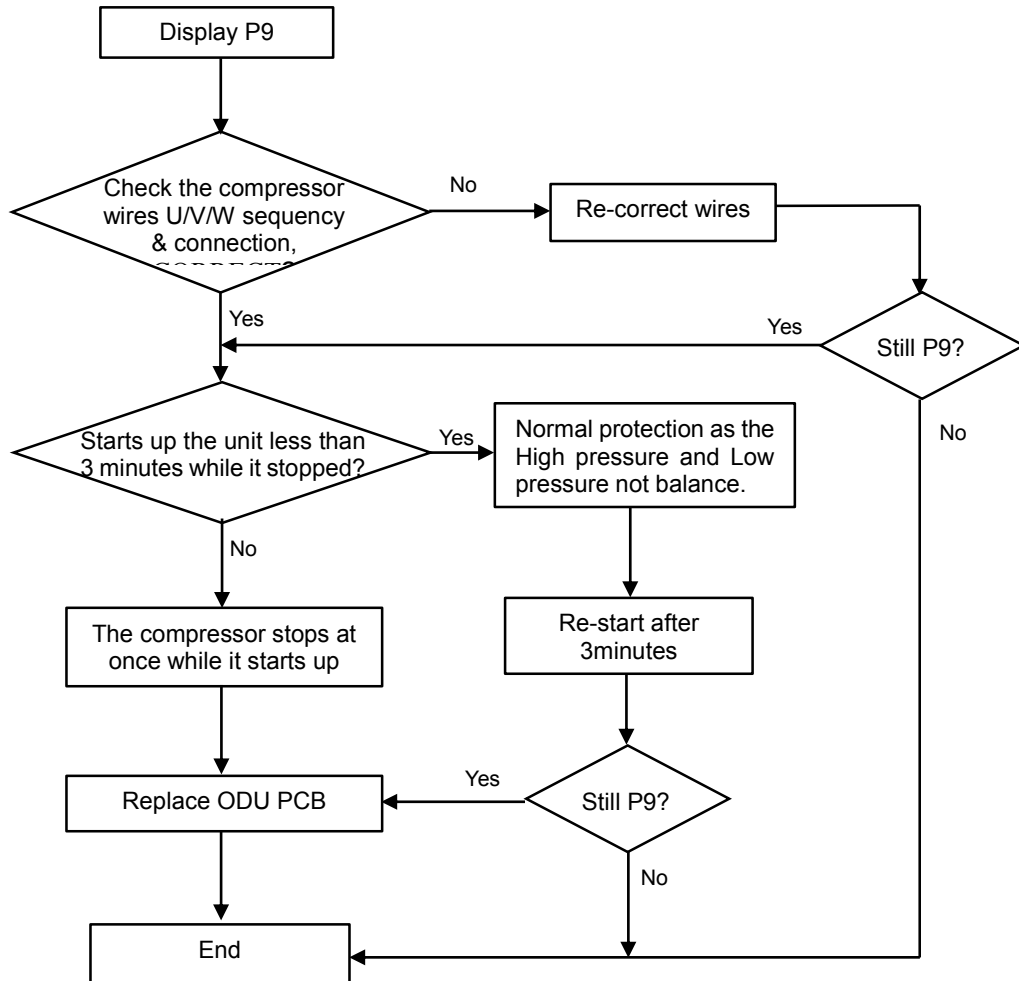 Display P9
Check the compressor
wires U/V/W sequency
& connection,
No
Re-correct wires
Yes
Yes
Still P9?
No
Starts up the unit less than
3 minutes while it stopped?
Yes
Normal protection as the
High pressure and Low
pressure not balance.
No
The compressor stops at
once while it starts up
Re-start after
3minutes
Replace ODU PCB
Yes
Still P9?
No
End